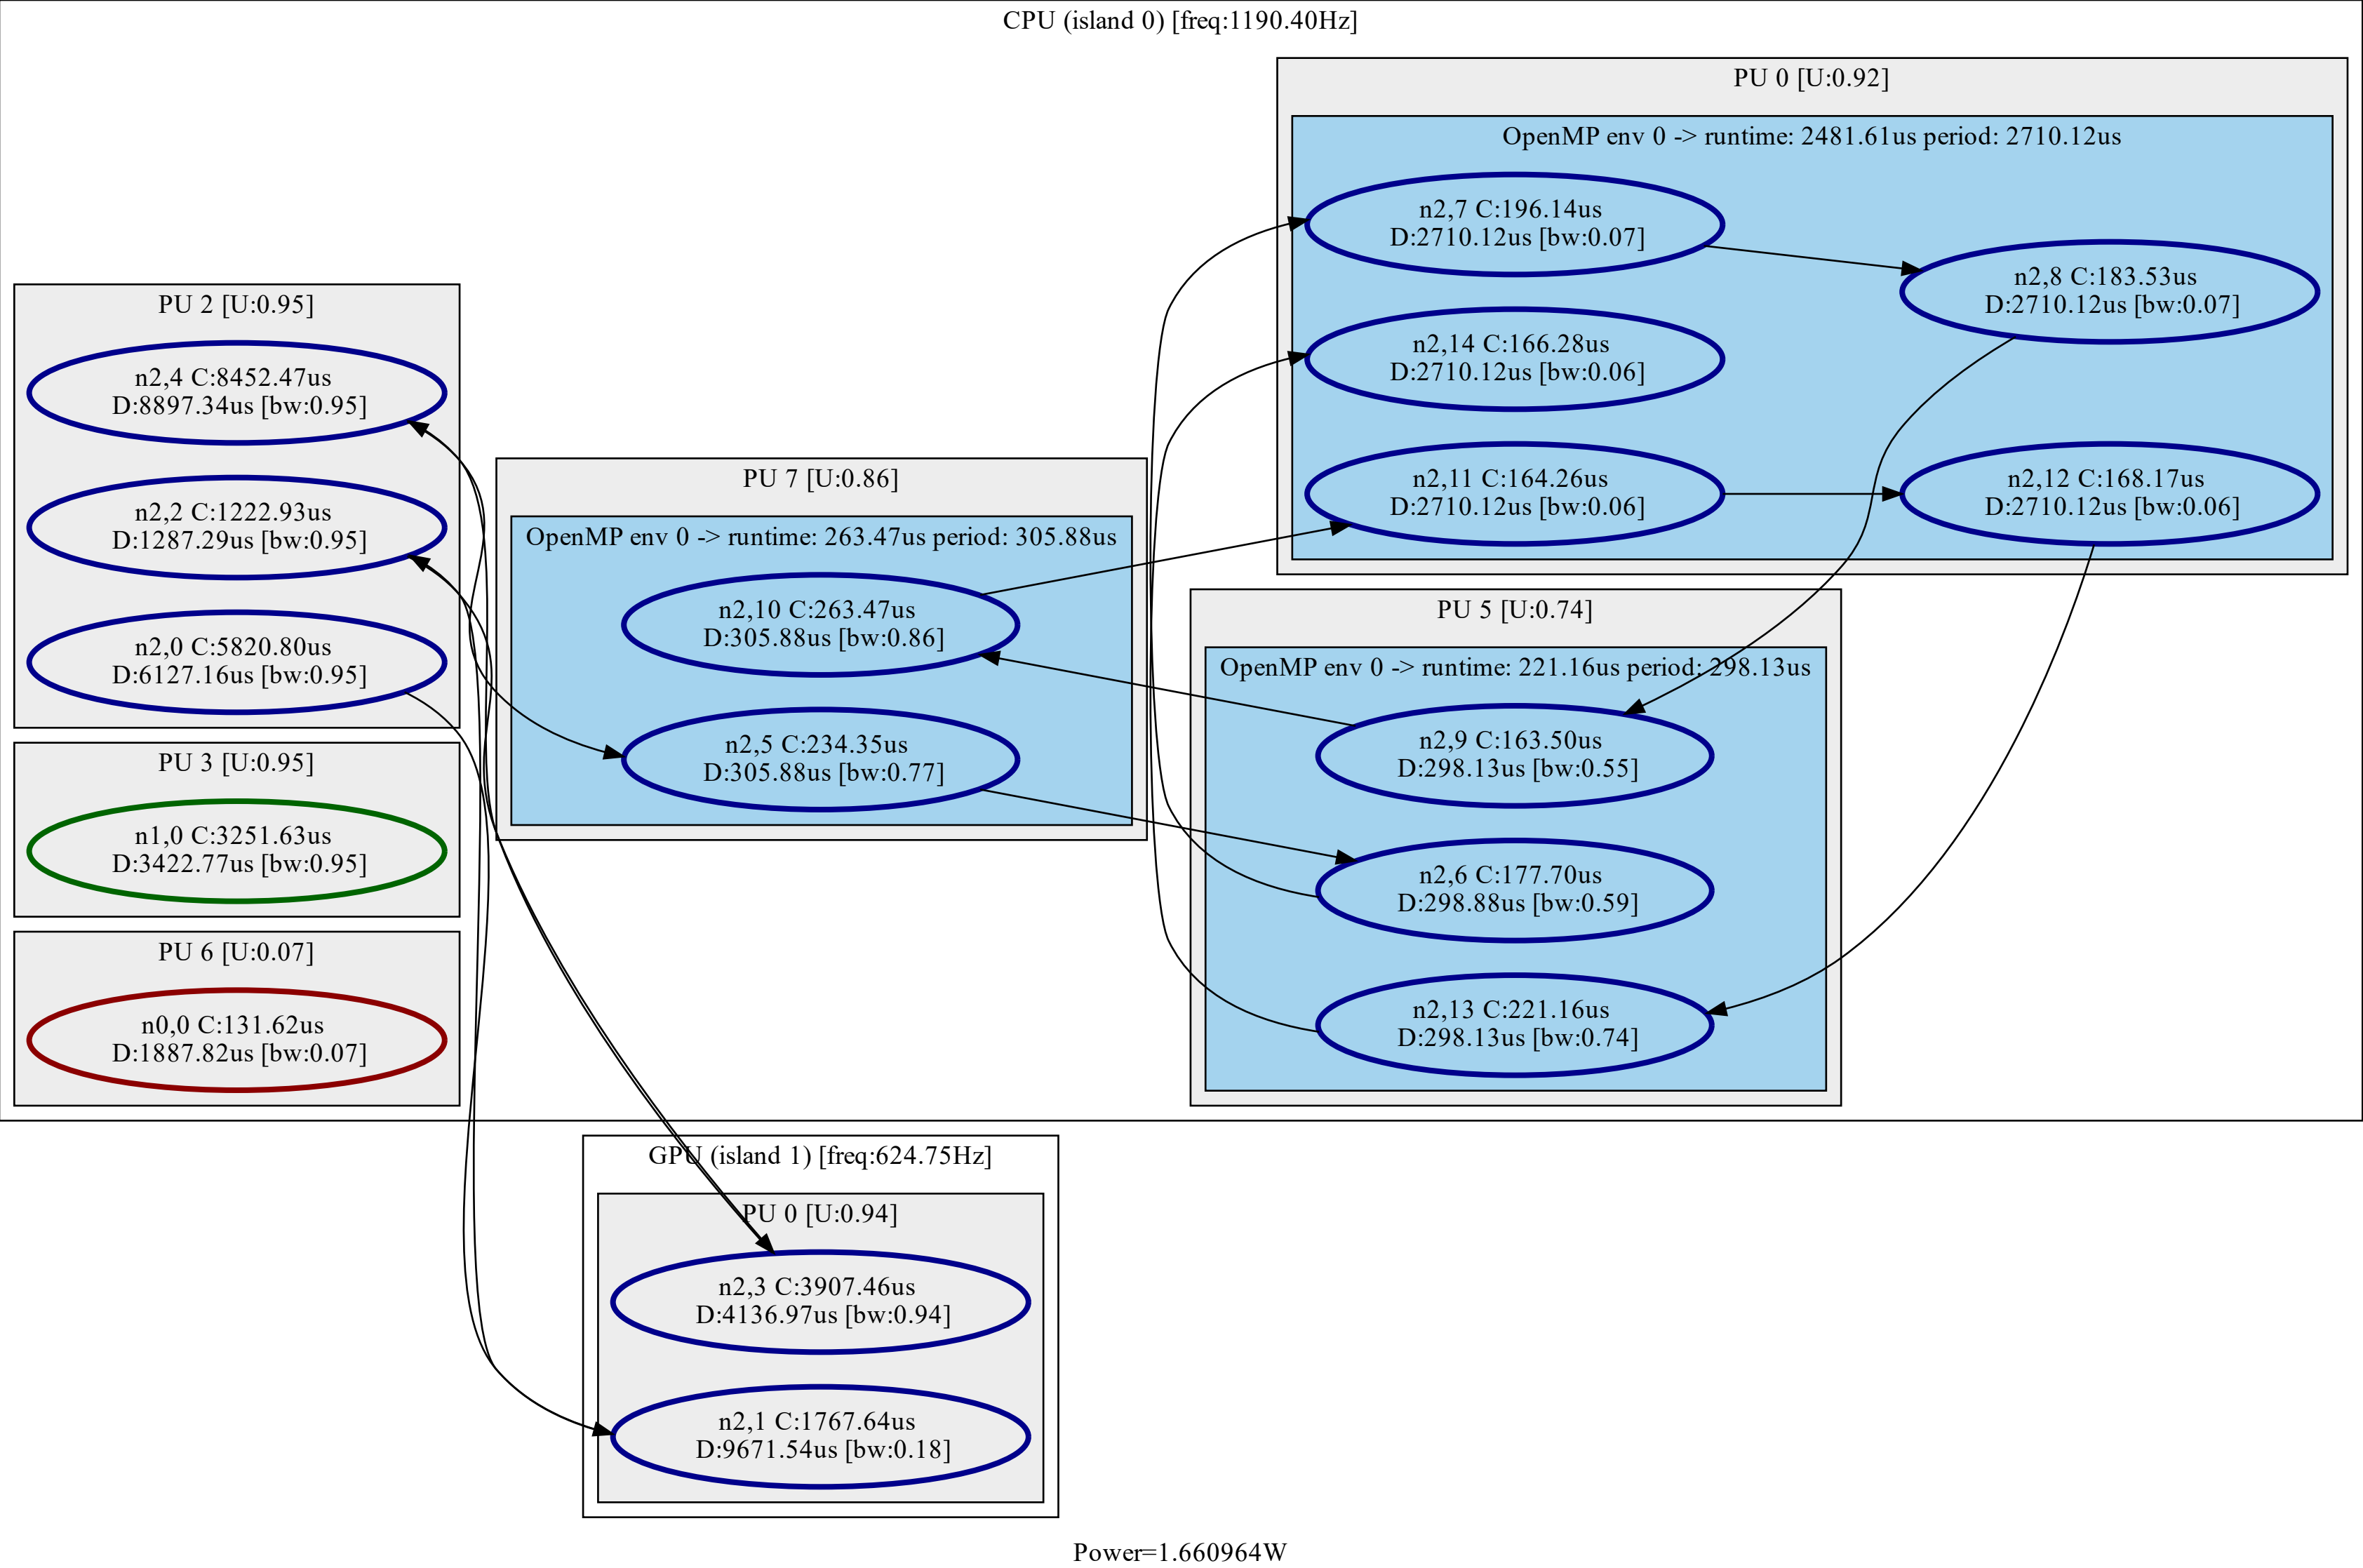 CPU (island 0) [freq:1190.40Hz]
PU 0 [U:0.92]
OpenMP env 0 -> runtime: 2481.61us period: 2710.12us
n2,7 C:196.14us
D:2710.12us [bw:0.07]
n2,8 C:183.53us
D:2710.12us [bw:0.07]
n2,14 C:166.28us
D:2710.12us [bw:0.06]
n2,11 C:164.26us
D:2710.12us [bw:0.06]
n2,12 C:168.17us
D:2710.12us [bw:0.06]
PU 2 [U:0.95]
n2,4 C:8452.47us
D:8897.34us [bw:0.95]
n2,2 C:1222.93us
D:1287.29us [bw:0.95]
n2,0 C:5820.80us
D:6127.16us [bw:0.95]
PU 7 [U:0.86]
OpenMP env 0 -> runtime: 263.47us period: 305.88us
n2,10 C:263.47us
D:305.88us [bw:0.86]
n2,5 C:234.35us
D:305.88us [bw:0.77]
PU 5 [U:0.74]
OpenMP env 0 -> runtime: 221.16us period: 298.13us
n2,9 C:163.50us
D:298.13us [bw:0.55]
n2,6 C:177.70us
D:298.88us [bw:0.59]
n2,13 C:221.16us
D:298.13us [bw:0.74]
PU 3 [U:0.95]
n1,0 C:3251.63us
D:3422.77us [bw:0.95]
PU 6 [U:0.07]
n0,0 C:131.62us
D:1887.82us [bw:0.07]
GPU (island 1) [freq:624.75Hz]
PU 0 [U:0.94]
n2,3 C:3907.46us
D:4136.97us [bw:0.94]
n2,1 C:1767.64us
D:9671.54us [bw:0.18]
Power=1.660964W